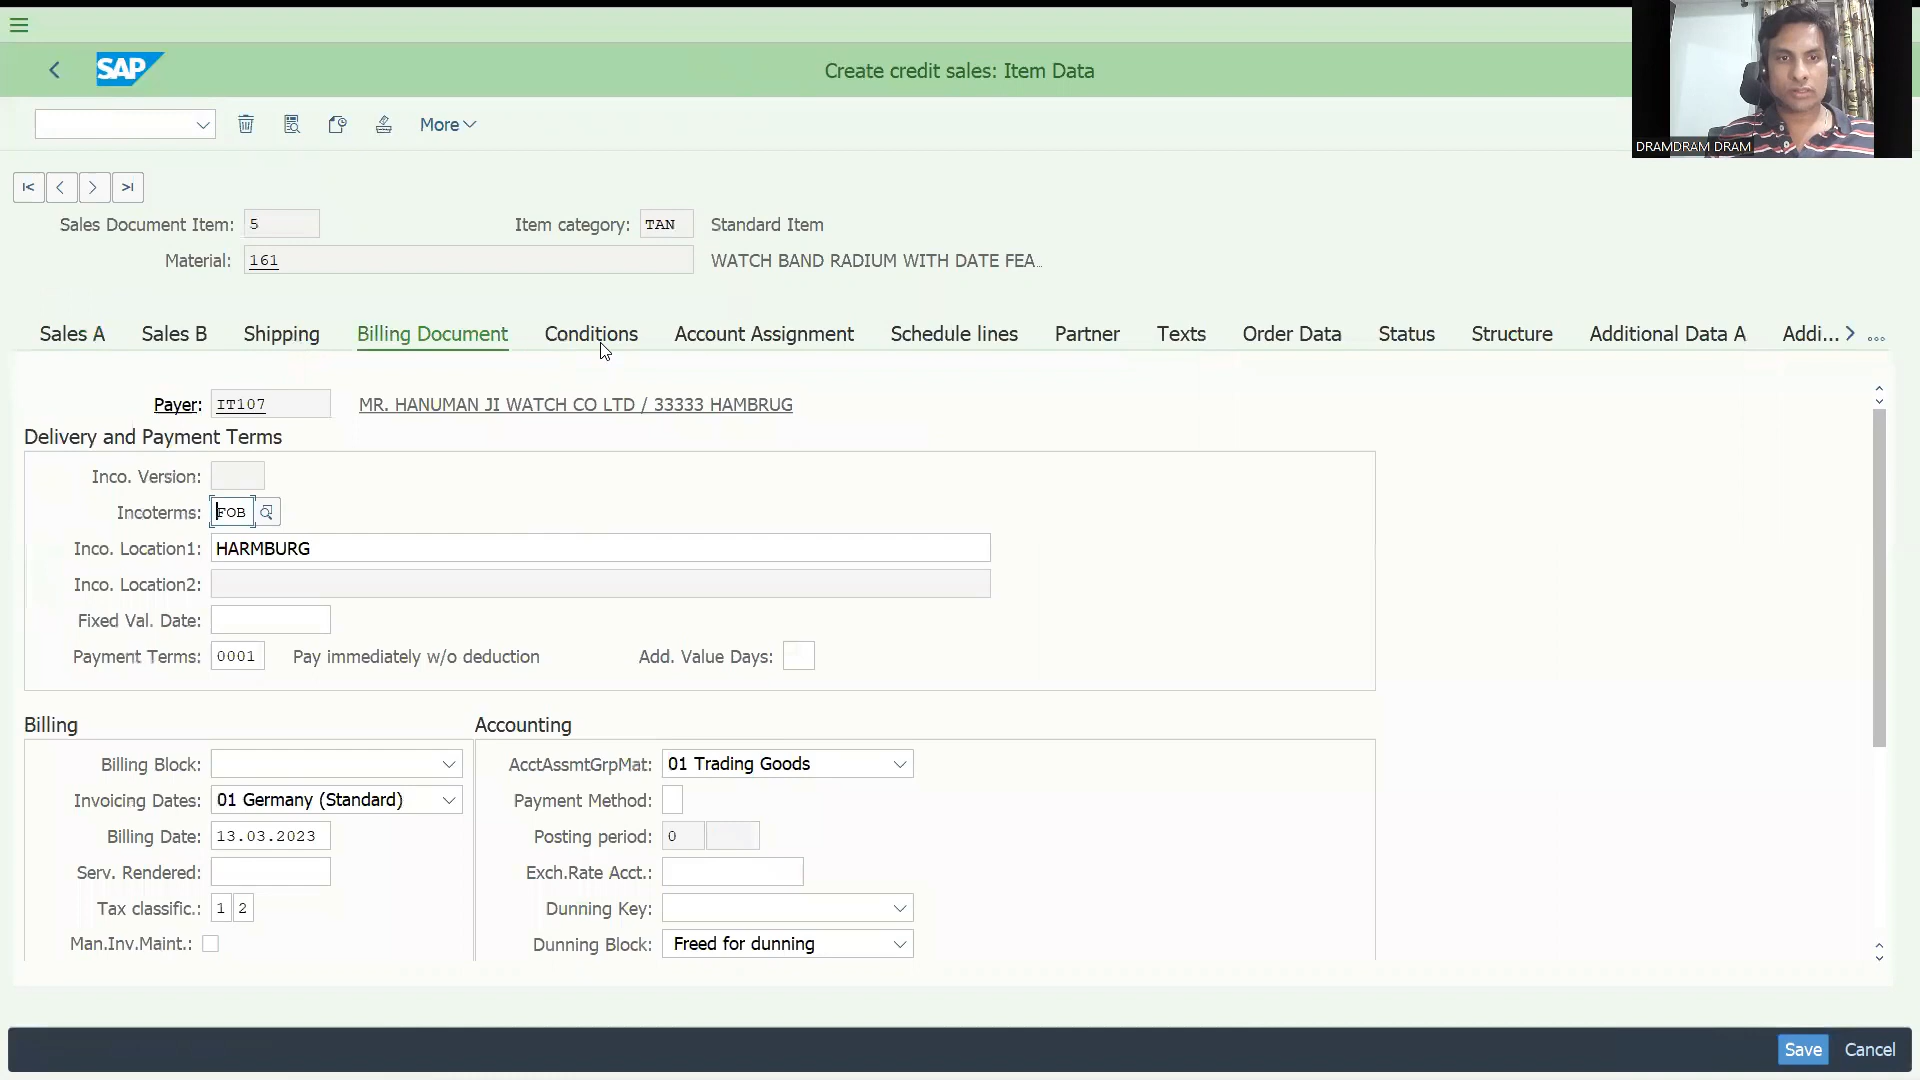 SAP
Create credit sales: Item Data
DRAMDRAM DRAM
More
Sales Document Item: 5 Item category: TAN Standard Item
Material: 161 WATCH BAND RADIUM WITH DATE FEA...
Sales A Sales B Shipping Billing Document Conditions Account Assignment Schedule lines Partner Texts Order Data Status Structure Additional Data A Addi...
Payer: IT107 MR. HANUMAN JI WATCH CO LTD / 33333 HAMBRUG
Delivery and Payment Terms
Inco. Version:
Incoterms: FOB
Inco. Location1: HARMBURG
Inco. Location2:
Fixed Val. Date:
Payment Terms: 0001 Pay immediately w/o deduction Add. Value Days:
Billing Accounting
Billing Block: AcctAssmtGrpMat: 01 Trading Goods
Invoicing Dates: 01 Germany (Standard) Payment Method:
Billing Date: 13.03.2023 Posting period: 0
Serv. Rendered: Exch.Rate Acct.:
Tax classific.: 1 2 Dunning Key:
Man.Inv.Maint.: Dunning Block: Freed for dunning
Save Cancel